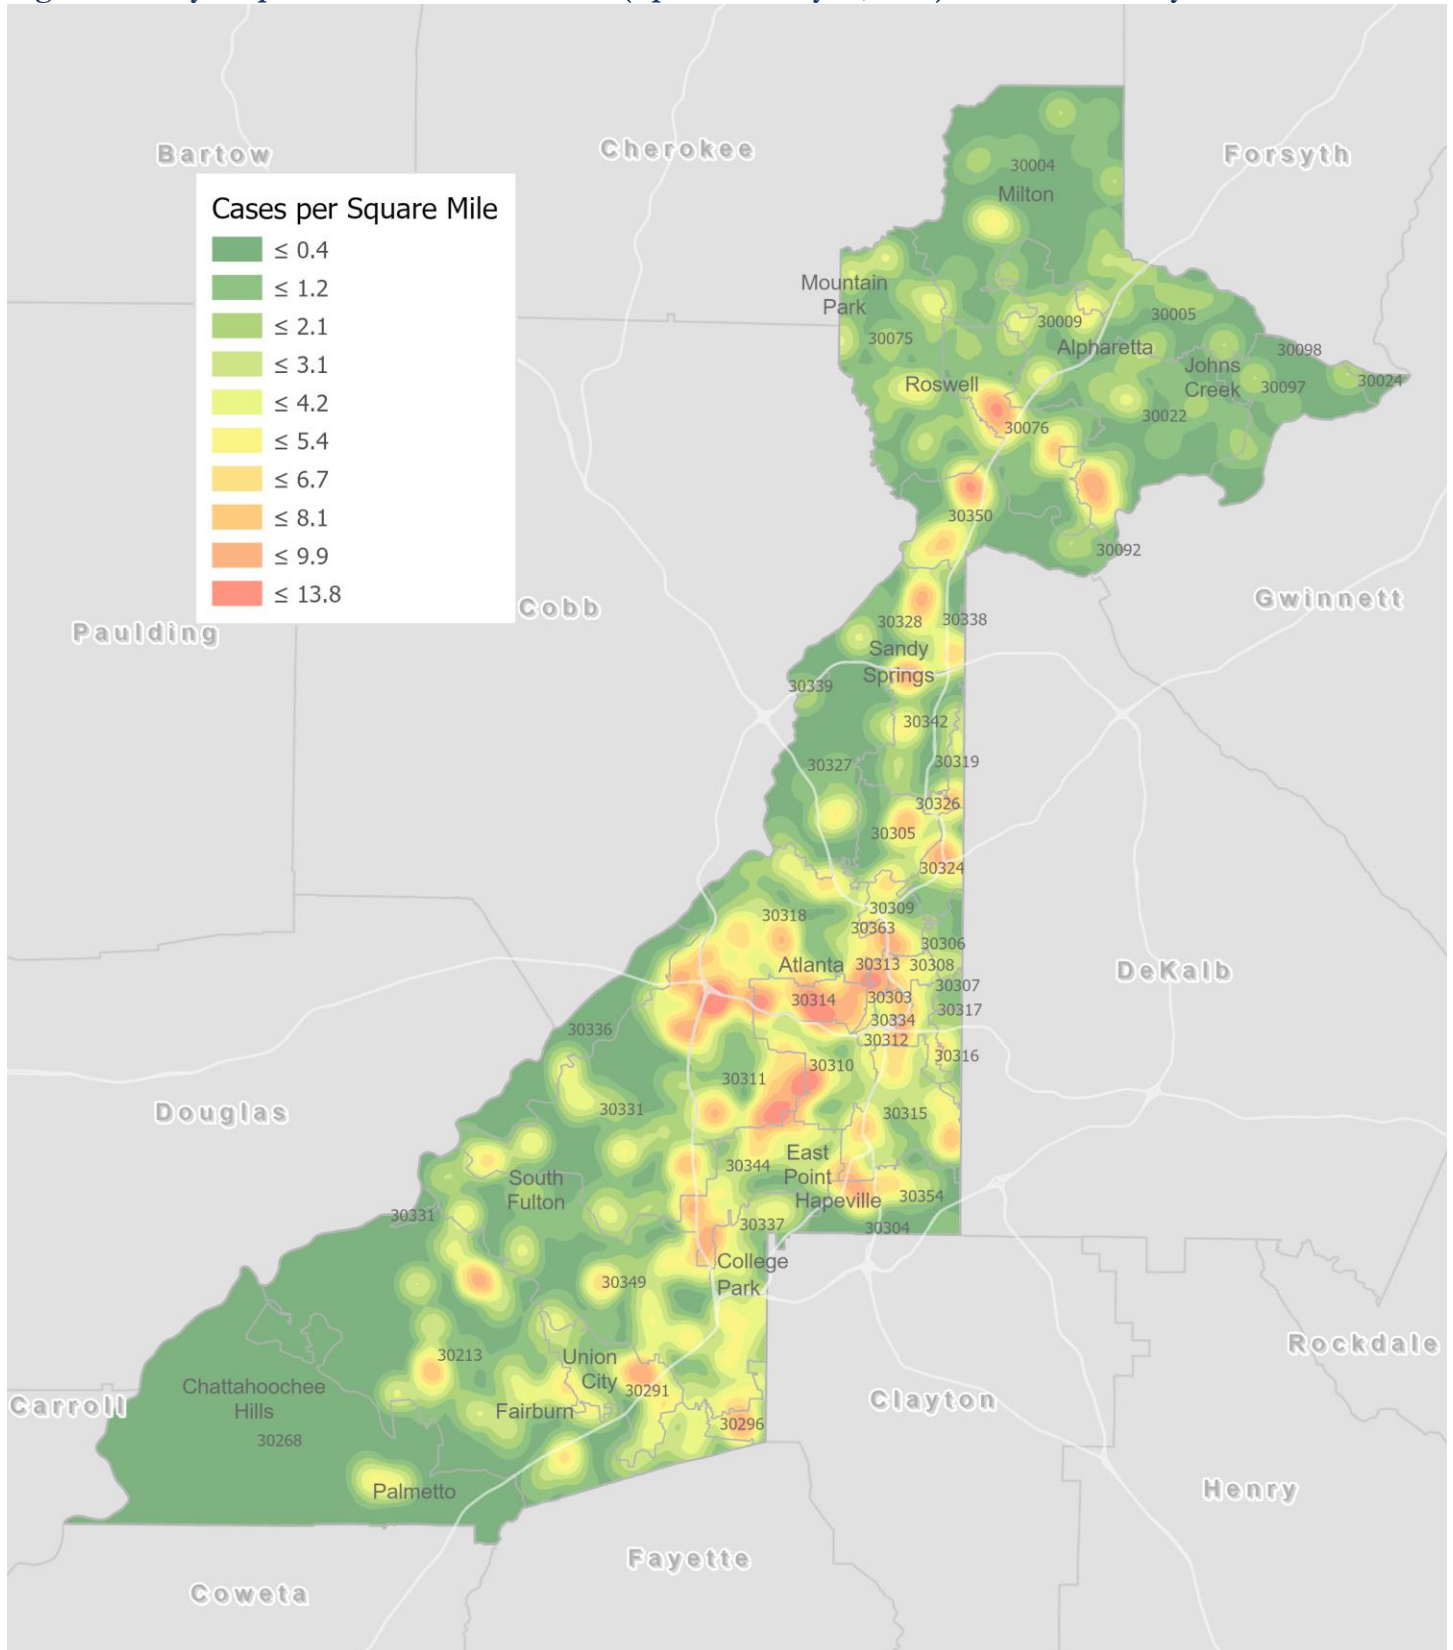 Bartow
Cherokee
Forsyth
Cases per Square Mile
≤ 0.4
≤ 1.2
≤ 2.1
≤ 3.1
≤ 4.2
≤ 5.4
≤ 6.7
≤ 8.1
≤ 9.9
≤ 13.8
30004
Milton
Mountain
Park
30075
30009
30005
Alpharetta
30098
Johns
Creek
30097
30024
Roswell
30022
30076
30350
30092
Paulding
Cobb
Gwinnett
30328
30338
Sandy
Springs
30339
30342
30327
30319
30326
30305
30324
30309
30318
30363
30306
Atlanta
30313
30308
DeKalb
30307
30314
30303
30317
30334
30336
30312
30316
30310
30311
Douglas
30331
30315
East
Point
30344
South
Fulton
Hapeville
30354
30331
30337
30304
College
Park
30349
Rockdale
30213
Union
City
30291
Chattahoochee
Hills
Carroll
Clayton
Fairburn
30296
30268
Palmetto
Henry
Fayette
Coweta